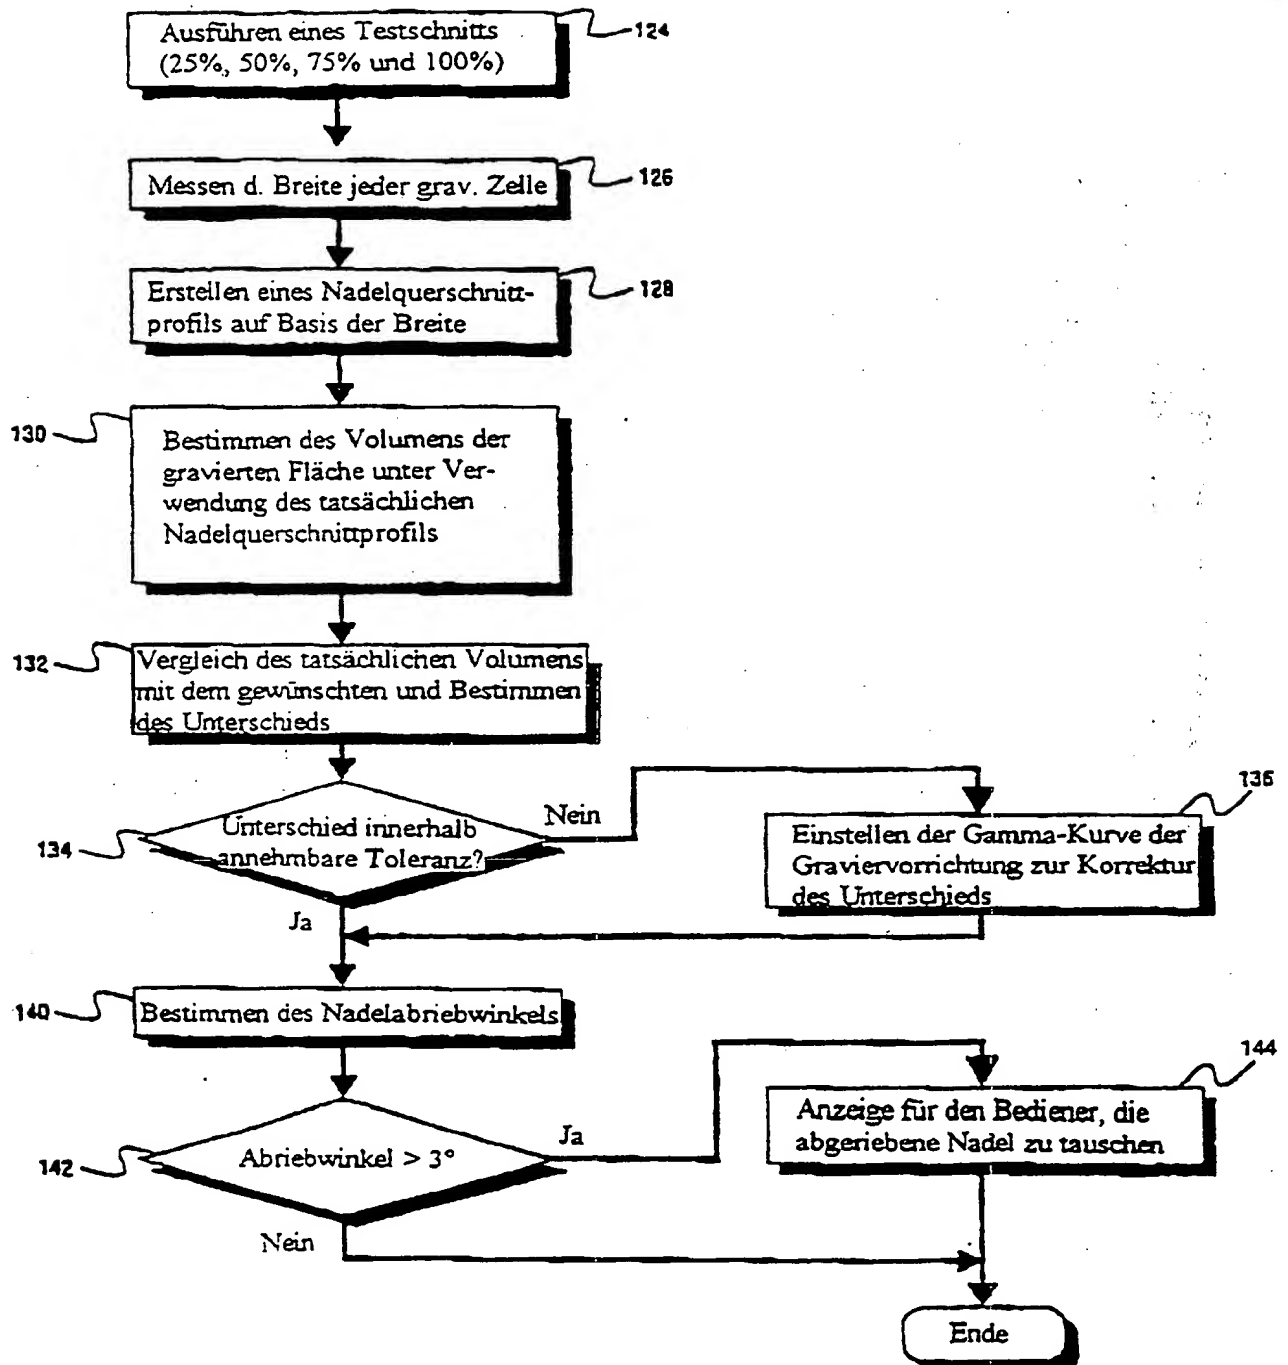 Ausführen eines Testschnitts
(25%, 50%, 75% und 100%)
124
Messen d. Breite jeder grav. Zelle
126
Erstellen eines Nadelquerschnitt-
profils auf Basis der Breite
128
130
Bestimmen des Volumens der
gravierten Fläche unter Ver-
wendung des tatsächlichen
Nadelquerschnittprofils
132
Vergleich des tatsächlichen Volumens
mit dem gewünschten und Bestimmen
des Unterschieds
134
Unterschied innerhalb
annehmbare Toleranz?
Nein
136
Einstellen der Gamma-Kurve der
Graviervorrichtung zur Korrektur
des Unterschieds
Ja
140
Bestimmen des Nadelabriebwinkels
142
Abriebwinkel > 3°
Ja
144
Anzeige für den Bediener, die
abgeriebene Nadel zu tauschen
Nein
Ende